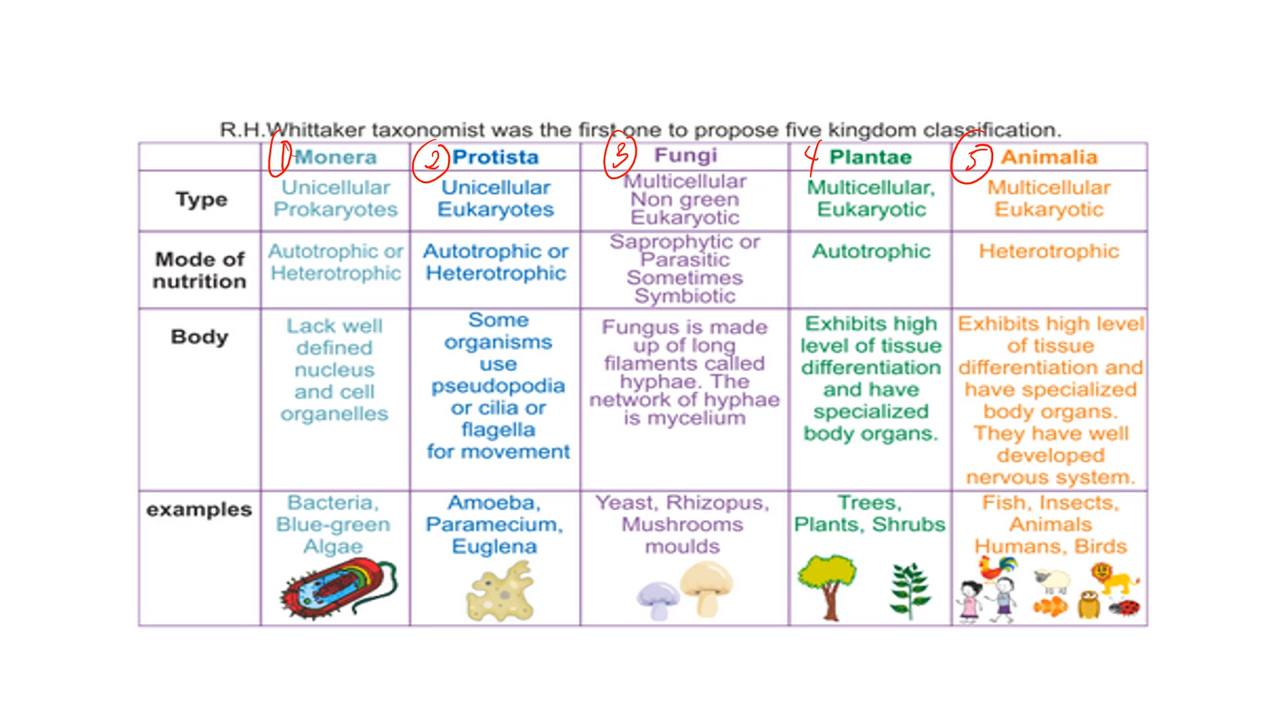 R.H.Whittaker taxonomist was the first one to propose five kingdom classification.
1 Monera
2 Protista
3 Fungi
4 Plantae
5 Animalia
Type
Unicellular
Prokaryotes
Unicellular
Eukaryotes
Multicellular
Non green
Eukaryotic
Multicellular,
Eukaryotic
Multicellular
Eukaryotic
Mode of
nutrition
Autotrophic or
Heterotrophic
Autotrophic or
Heterotrophic
Saprophytic or
Parasitic
Sometimes
Symbiotic
Autotrophic
Heterotrophic
Body
Lack well
defined
nucleus
and cell
organelles
Some
organisms
use
pseudopodia
or cilia or
flagella
for movement
Fungus is made
up of long
filaments called
hyphae. The
network of hyphae
is mycelium
Exhibits high
level of tissue
differentiation
and have
specialized
body organs.
Exhibits high level
of tissue
differentiation and
have specialized
body organs.
They have well
developed
nervous system.
examples
Bacteria,
Blue-green
Algae
Amoeba,
Paramecium,
Euglena
Yeast, Rhizopus,
Mushrooms
moulds
Trees,
Plants, Shrubs
Fish, Insects,
Animals
Humans, Birds